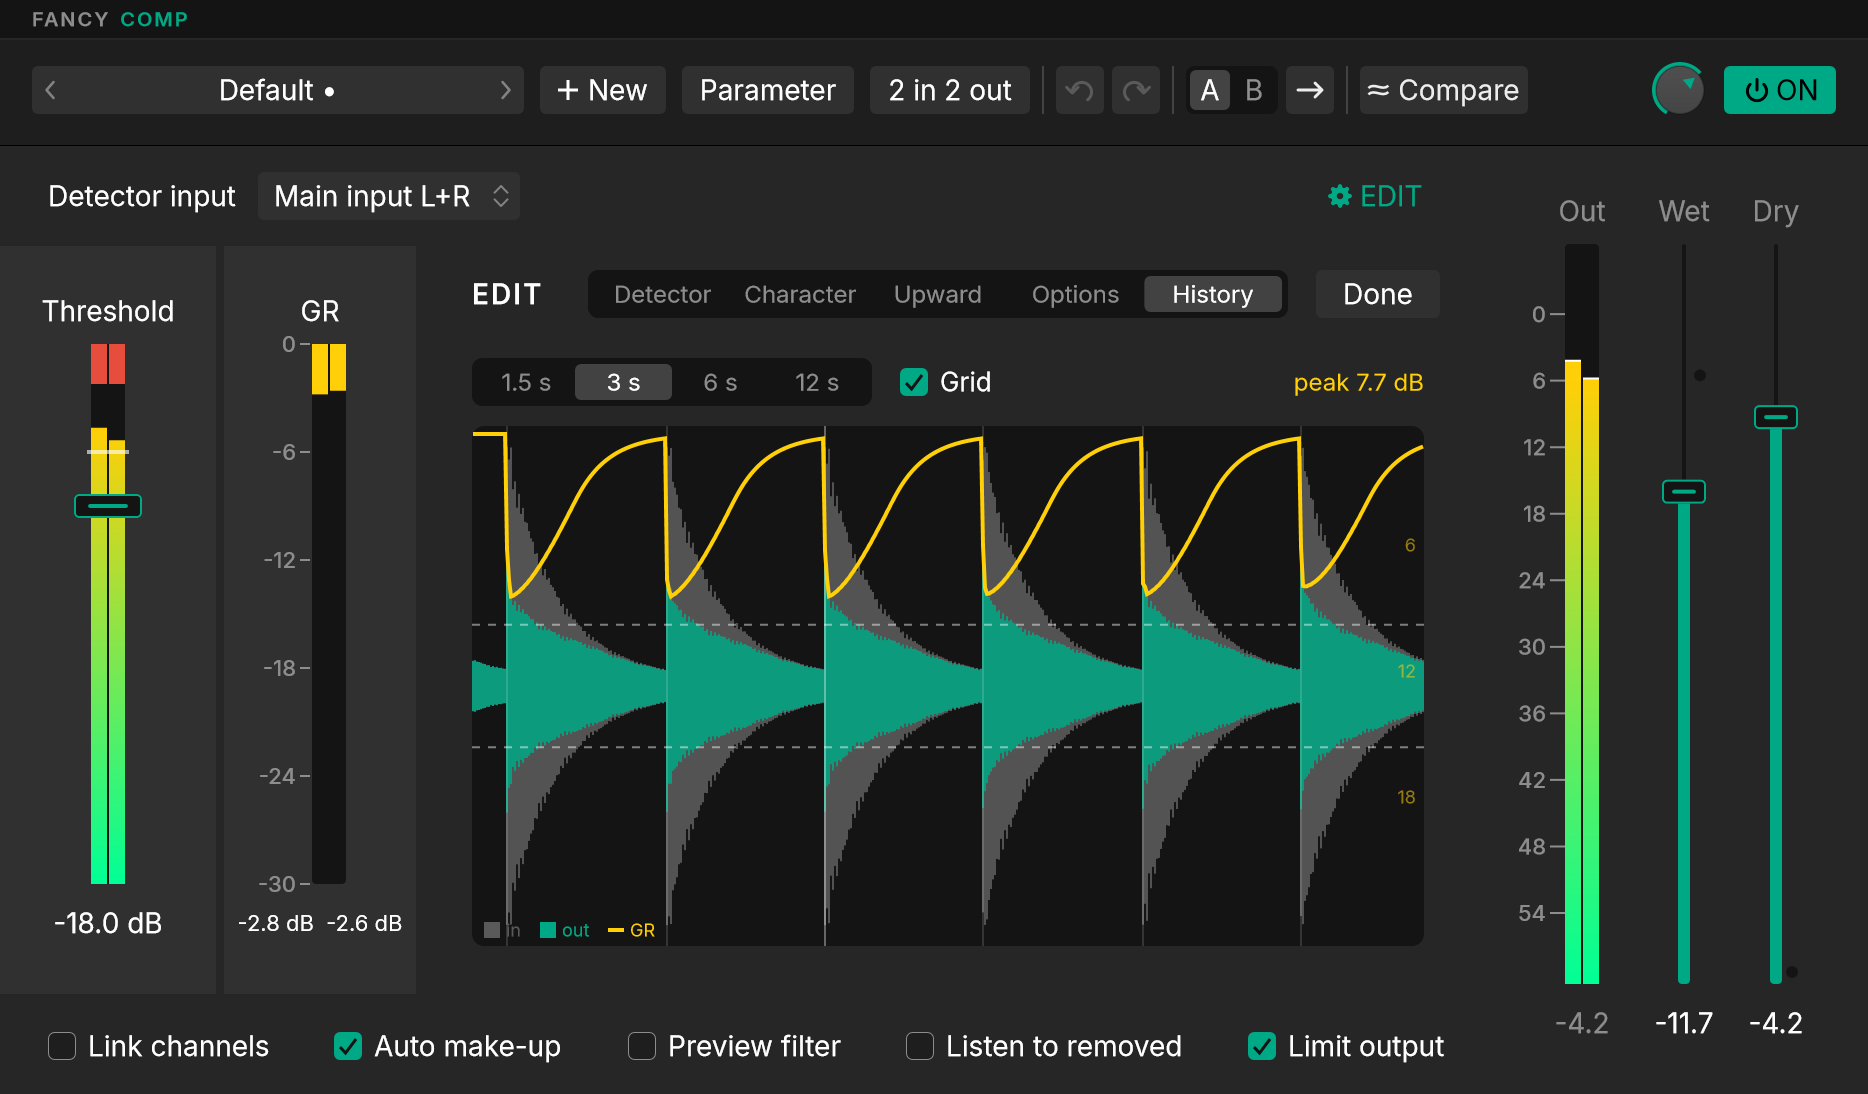 FANCY COMP
Default •
+ New
Parameter
2 in 2 out
A B
→
≈ Compare
ON
Detector input
Main input L+R
EDIT
Out Wet Dry
Threshold
GR
EDIT
Detector Character Upward Options History
Done
1.5 s 3 s 6 s 12 s
Grid
peak 7.7 dB
0
-6
-12
-18
-24
-30
-18.0 dB
-2.8 dB -2.6 dB
6
12
18
in out GR
0
6
12
18
24
30
36
42
48
54
-4.2 -11.7 -4.2
Link channels
Auto make-up
Preview filter
Listen to removed
Limit output